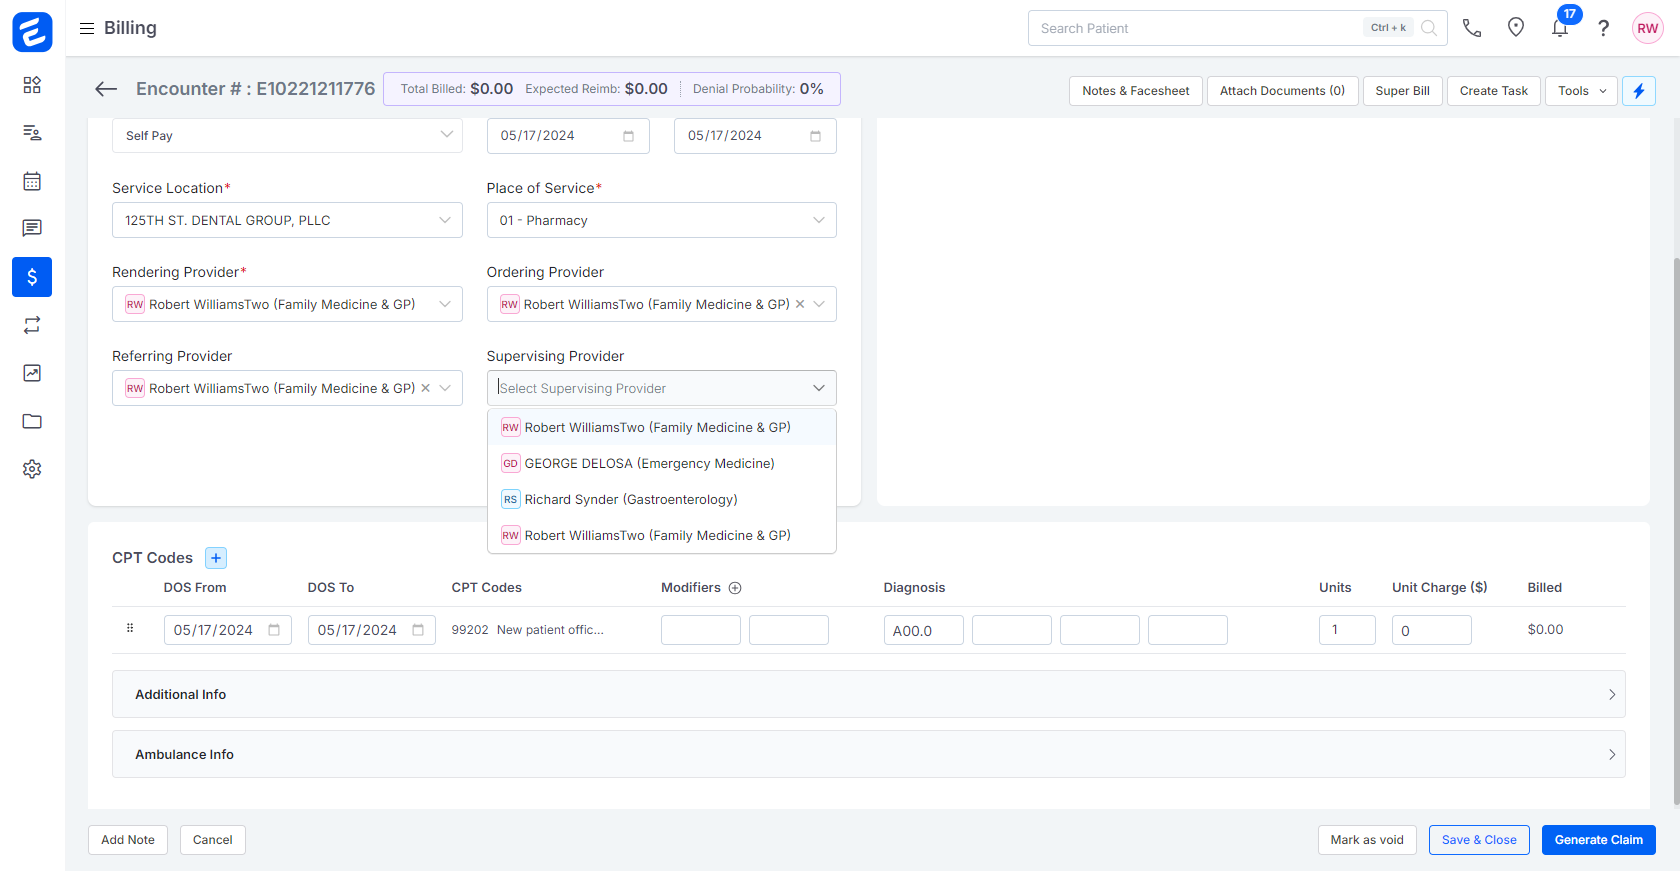 Billing
Search Patient
Ctrl + k
17
RW
Encounter # : E10221211776
Total Billed: $0.00 Expected Reimb: $0.00 Denial Probability: 0%
Notes & Facesheet
Attach Documents (0)
Super Bill
Create Task
Tools
Self Pay
05/17/2024
05/17/2024
Service Location*
Place of Service*
125TH ST. DENTAL GROUP, PLLC
01 - Pharmacy
Rendering Provider*
Ordering Provider
RW Robert WilliamsTwo (Family Medicine & GP)
RW Robert WilliamsTwo (Family Medicine & GP)
Referring Provider
Supervising Provider
RW Robert WilliamsTwo (Family Medicine & GP)
Select Supervising Provider
RW Robert WilliamsTwo (Family Medicine & GP)
GD GEORGE DELOSA (Emergency Medicine)
RS Richard Synder (Gastroenterology)
RW Robert WilliamsTwo (Family Medicine & GP)
CPT Codes
DOS From DOS To CPT Codes Modifiers Diagnosis Units Unit Charge ($) Billed
05/17/2024 05/17/2024 99202 New patient offic... A00.0 1 0 $0.00
Additional Info
Ambulance Info
Add Note
Cancel
Mark as void
Save & Close
Generate Claim